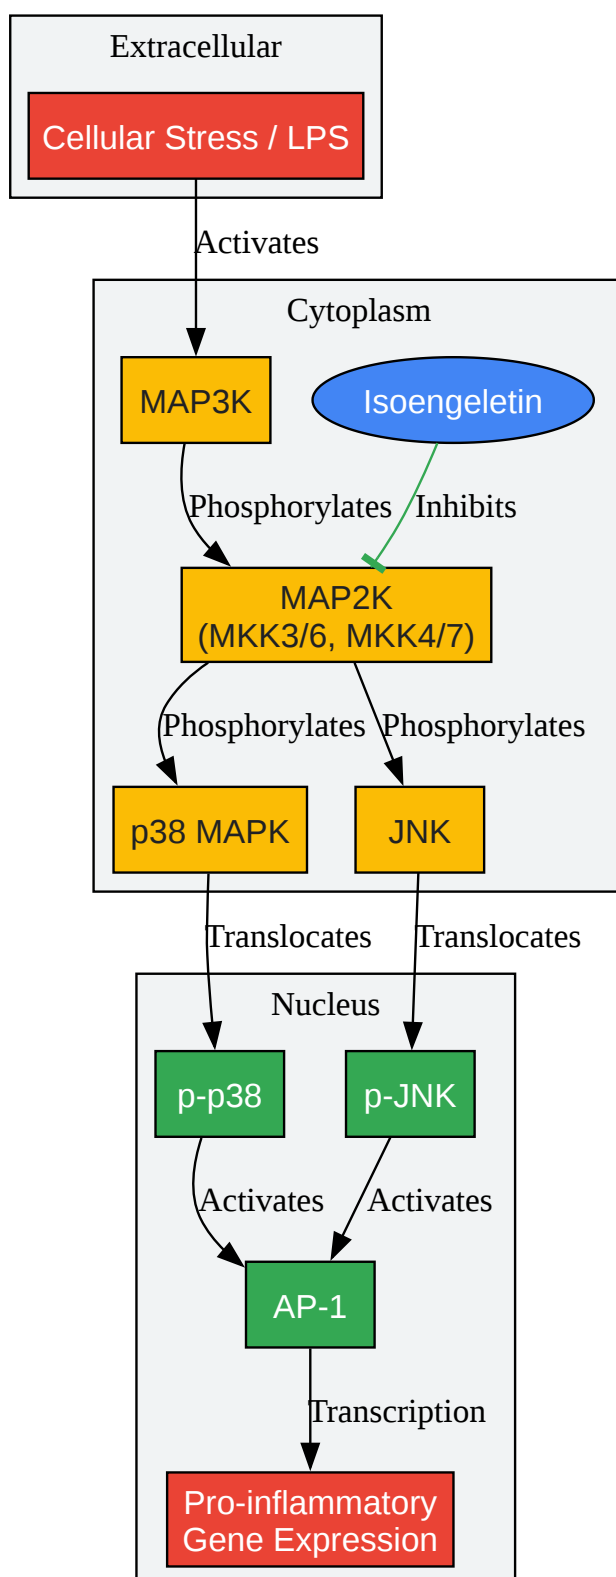 Extracellular
Cellular Stress / LPS
Activates
Cytoplasm
MAP3K
Isoengeletin
Phosphorylates
Inhibits
MAP2K
(MKK3/6, MKK4/7)
Phosphorylates
Phosphorylates
p38 MAPK
JNK
Translocates
Translocates
Nucleus
p-p38
p-JNK
Activates
Activates
AP-1
Transcription
Pro-inflammatory
Gene Expression